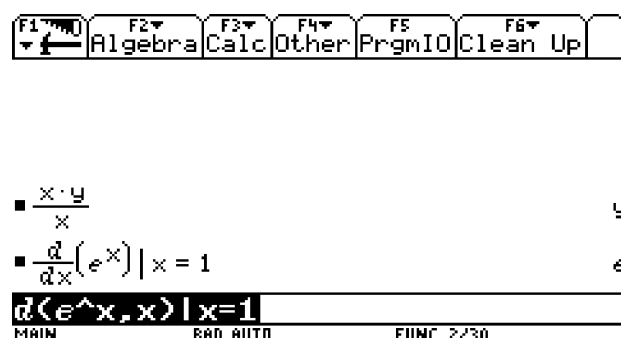 F1 F2 F3 F4 F5 F6
Algebra Calc Other PrgmIO Clean Up
x·y
x y
d/dx(e^x)|x = 1 e
d(e^x,x)|x=1
MAIN RAD AUTO FUNC 2/30